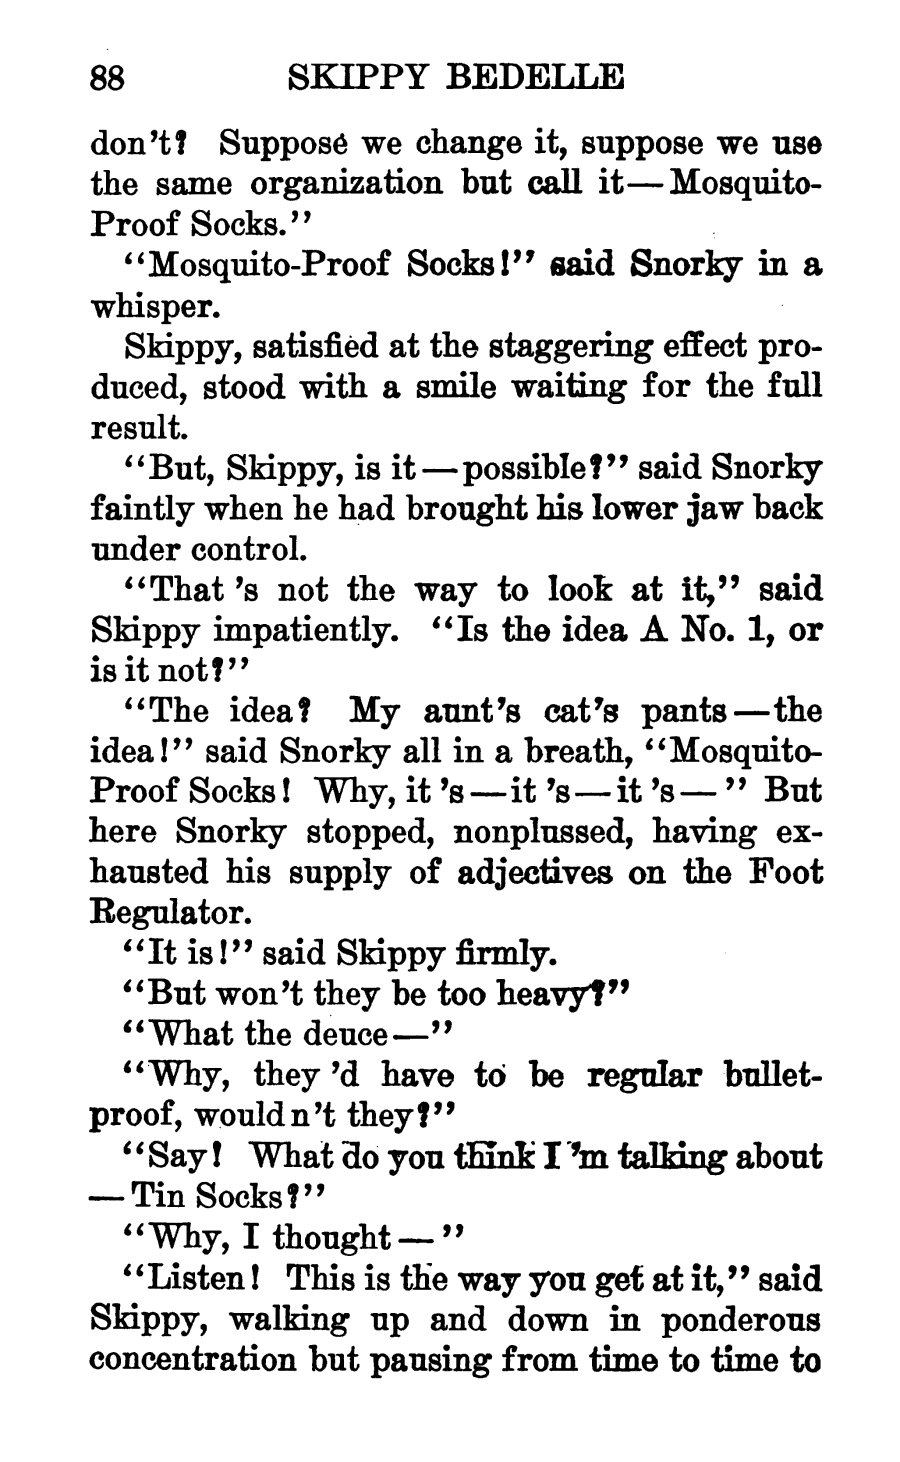 88 SKIPPY BEDELLE
don't? Suppose we change it, suppose we use
the same organization but call it—Mosquito-
Proof Socks."
"Mosquito-Proof Socks!" said Snorky in a
whisper.
Skippy, satisfied at the staggering effect pro-
duced, stood with a smile waiting for the full
result.
"But, Skippy, is it—possible?" said Snorky
faintly when he had brought his lower jaw back
under control.
"That 's not the way to look at it," said
Skippy impatiently. "Is the idea A No. 1, or
is it not?"
"The idea? My aunt's cat's pants—the
idea!" said Snorky all in a breath, "Mosquito-
Proof Socks! Why, it 's—it 's—it 's—" But
here Snorky stopped, nonplussed, having ex-
hausted his supply of adjectives on the Foot
Regulator.
"It is!" said Skippy firmly.
"But won't they be too heavy?"
"What the deuce—"
"Why, they 'd have to be regular bullet-
proof, would n't they?"
"Say! What do you think I 'm talking about
—Tin Socks?"
"Why, I thought—"
"Listen! This is the way you get at it," said
Skippy, walking up and down in ponderous
concentration but pausing from time to time to